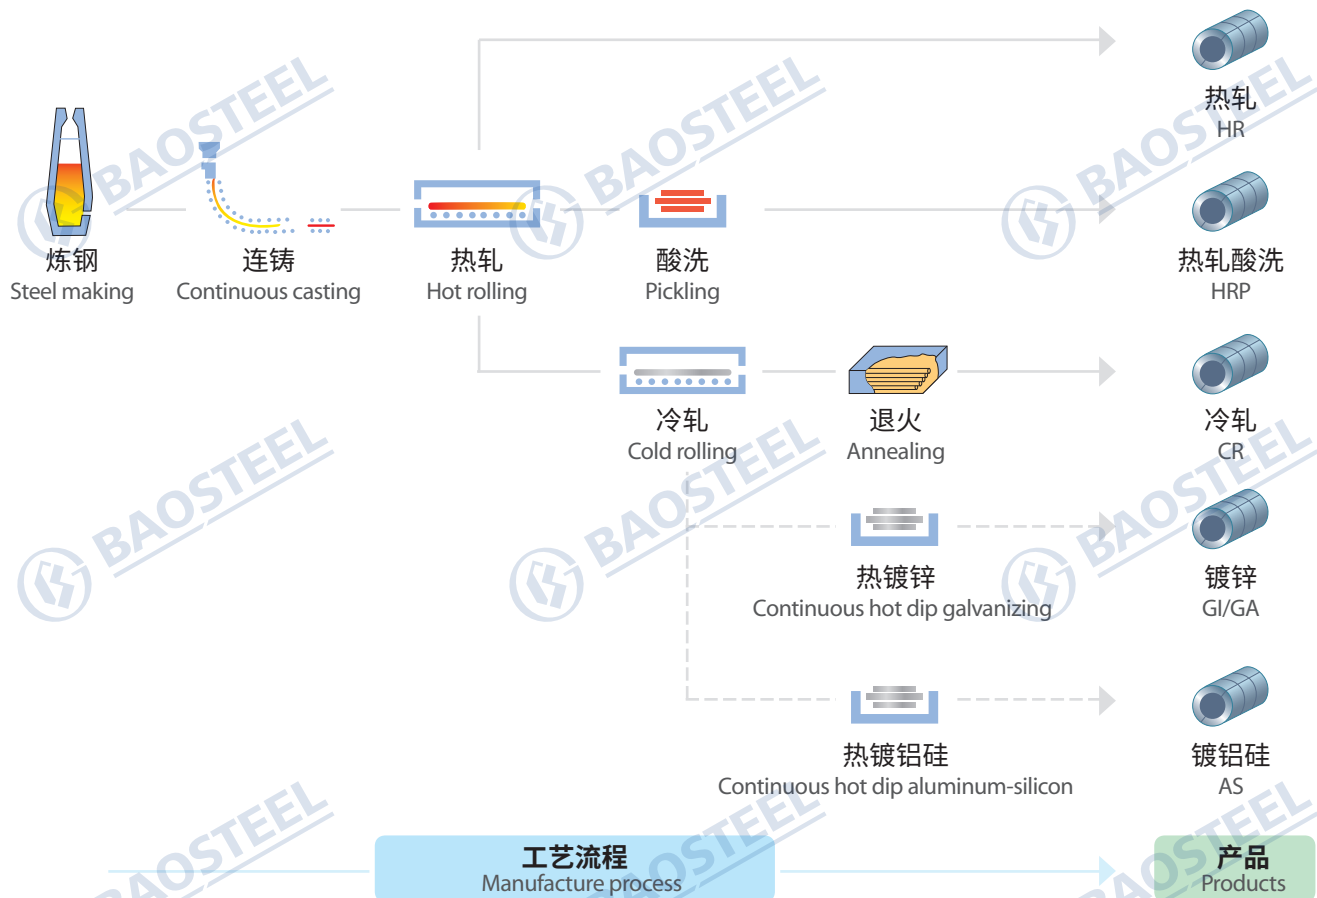 热轧
HR
炼钢
Steel making
连铸
Continuous casting
热轧
Hot rolling
酸洗
Pickling
热轧酸洗
HRP
冷轧
Cold rolling
退火
Annealing
冷轧
CR
热镀锌
Continuous hot dip galvanizing
镀锌
GI/GA
热镀铝硅
Continuous hot dip aluminum-silicon
镀铝硅
AS
工艺流程
Manufacture process
产品
Products
BAOSTEEL
BAOSTEEL
BAOSTEEL
BAOSTEEL
BAOSTEEL
BAOSTEEL
BAOSTEEL
BAOSTEEL
BAOSTEEL